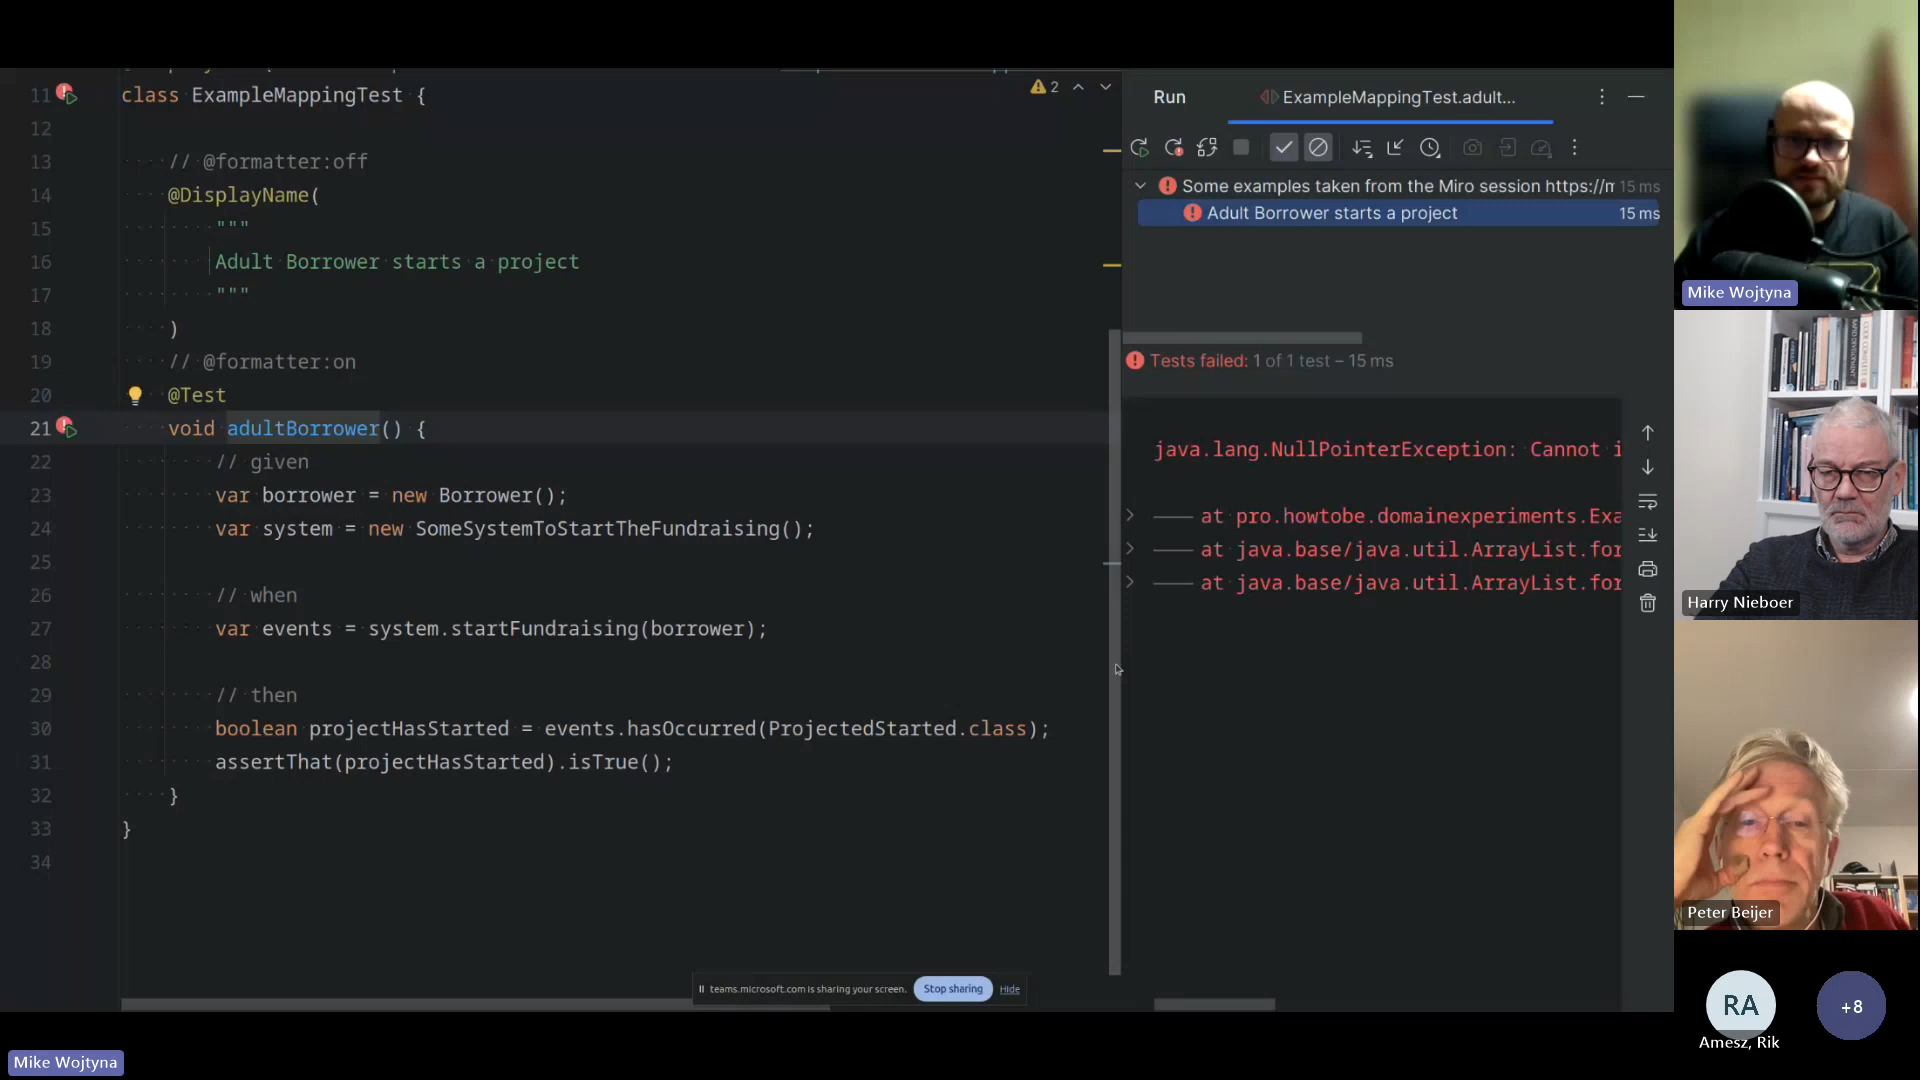 11 class ExampleMappingTest {
12
13 // @formatter:off
14 @DisplayName(
15 """
16 Adult Borrower starts a project
17 """
18 )
19 // @formatter:on
20 @Test
21 void adultBorrower() {
22 // given
23 var borrower = new Borrower();
24 var system = new SomeSystemToStartTheFundraising();
25
26 // when
27 var events = system.startFundraising(borrower);
28
29 // then
30 boolean projectHasStarted = events.hasOccurred(ProjectedStarted.class);
31 assertThat(projectHasStarted).isTrue();
32 }
33 }
34
2
Run ExampleMappingTest.adult...
Some examples taken from the Miro session https://m 15 ms
Adult Borrower starts a project 15 ms
Tests failed: 1 of 1 test – 15 ms
java.lang.NullPointerException: Cannot i
at pro.howtobe.domainexperiments.Exa
at java.base/java.util.ArrayList.for
at java.base/java.util.ArrayList.for
teams.microsoft.com is sharing your screen. Stop sharing Hide
Mike Wojtyna
Harry Nieboer
Peter Beijer
RA
+8
Amesz, Rik
Mike Wojtyna